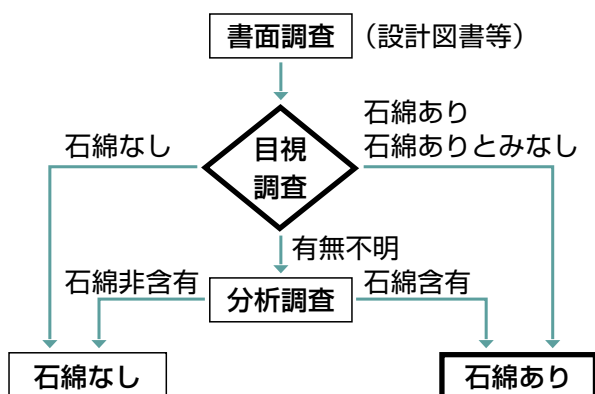 書面調査（設計図書等）
石綿あり
石綿なし
石綿ありとみなし
目視
調査
有無不明
石綿非含有
石綿含有
分析調査
石綿なし
石綿あり